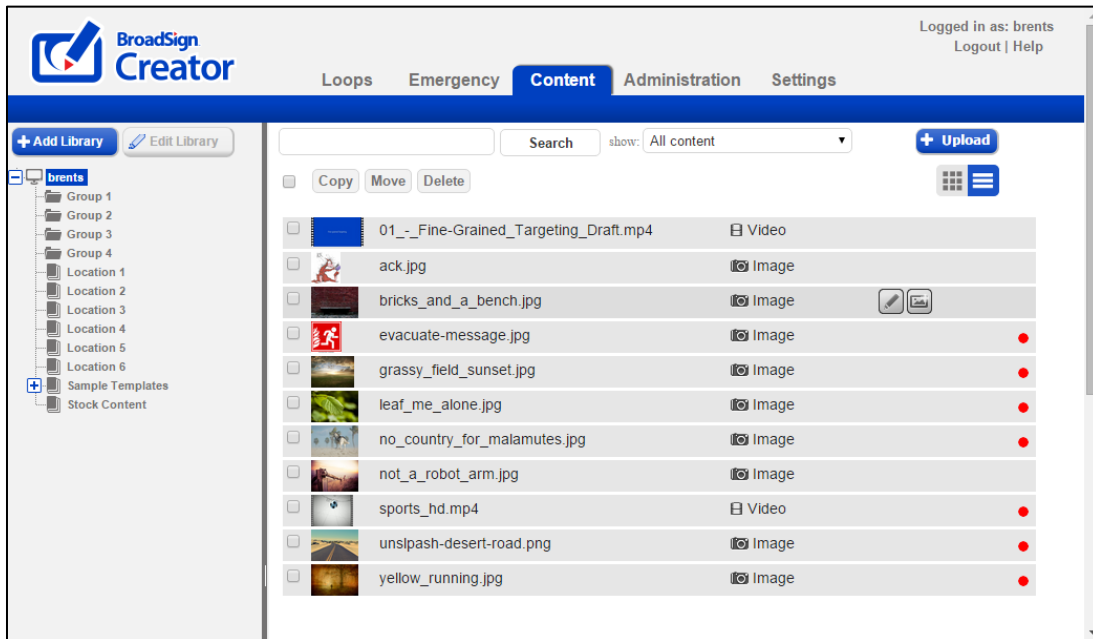 BroadSign
Creator
Logged in as: brents
Logout | Help
Loops Emergency Content Administration Settings
+ Add Library Edit Library
brents
Group 1
Group 2
Group 3
Group 4
Location 1
Location 2
Location 3
Location 4
Location 5
Location 6
Sample Templates
Stock Content
Search show: All content + Upload
Copy Move Delete
01_-_Fine-Grained_Targeting_Draft.mp4 Video
ack.jpg Image
bricks_and_a_bench.jpg Image
evacuate-message.jpg Image
grassy_field_sunset.jpg Image
leaf_me_alone.jpg Image
no_country_for_malamutes.jpg Image
not_a_robot_arm.jpg Image
sports_hd.mp4 Video
unslpash-desert-road.png Image
yellow_running.jpg Image